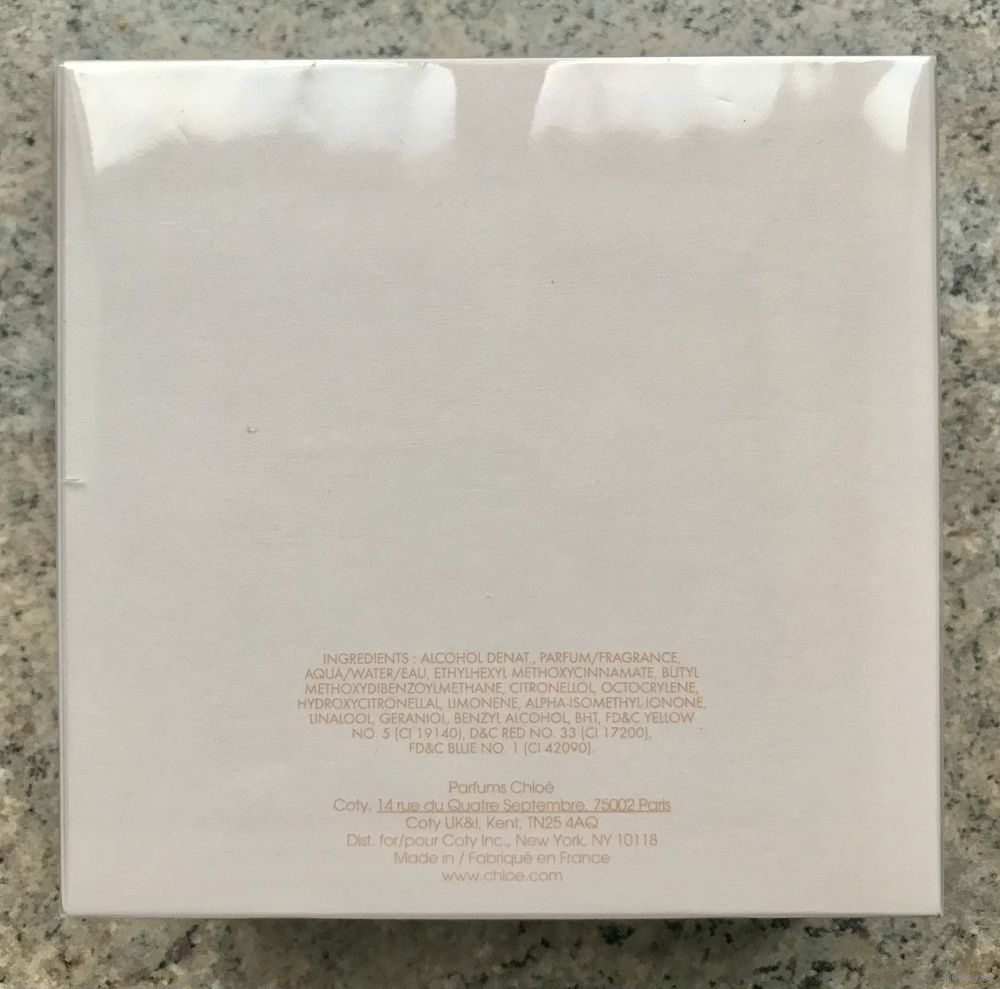 INGREDIENTS : ALCOHOL DENAT., PARFUM/FRAGRANCE,
AQUA/WATER/EAU, ETHYLHEXYL METHOXYCINNAMATE, BUTYL
METHOXYDIBENZOYLMETHANE, CITRONELLOL, OCTOCRYLENE,
HYDROXYCITRONELLAL, LIMONENE, ALPHA-ISOMETHYL IONONE,
LINALOOL, GERANIOL, BENZYL ALCOHOL, BHT, FD&C YELLOW
NO. 5 (CI 19140), D&C RED NO. 33 (CI 17200),
FD&C BLUE NO. 1 (CI 42090).
Parfums Chloé
Coty, 14 rue du Quatre Septembre, 75002 Paris
Coty UK&I, Kent, TN25 4AQ
Dist. for/pour Coty Inc., New York, NY 10118
Made in / Fabriqué en France
www.chloe.com